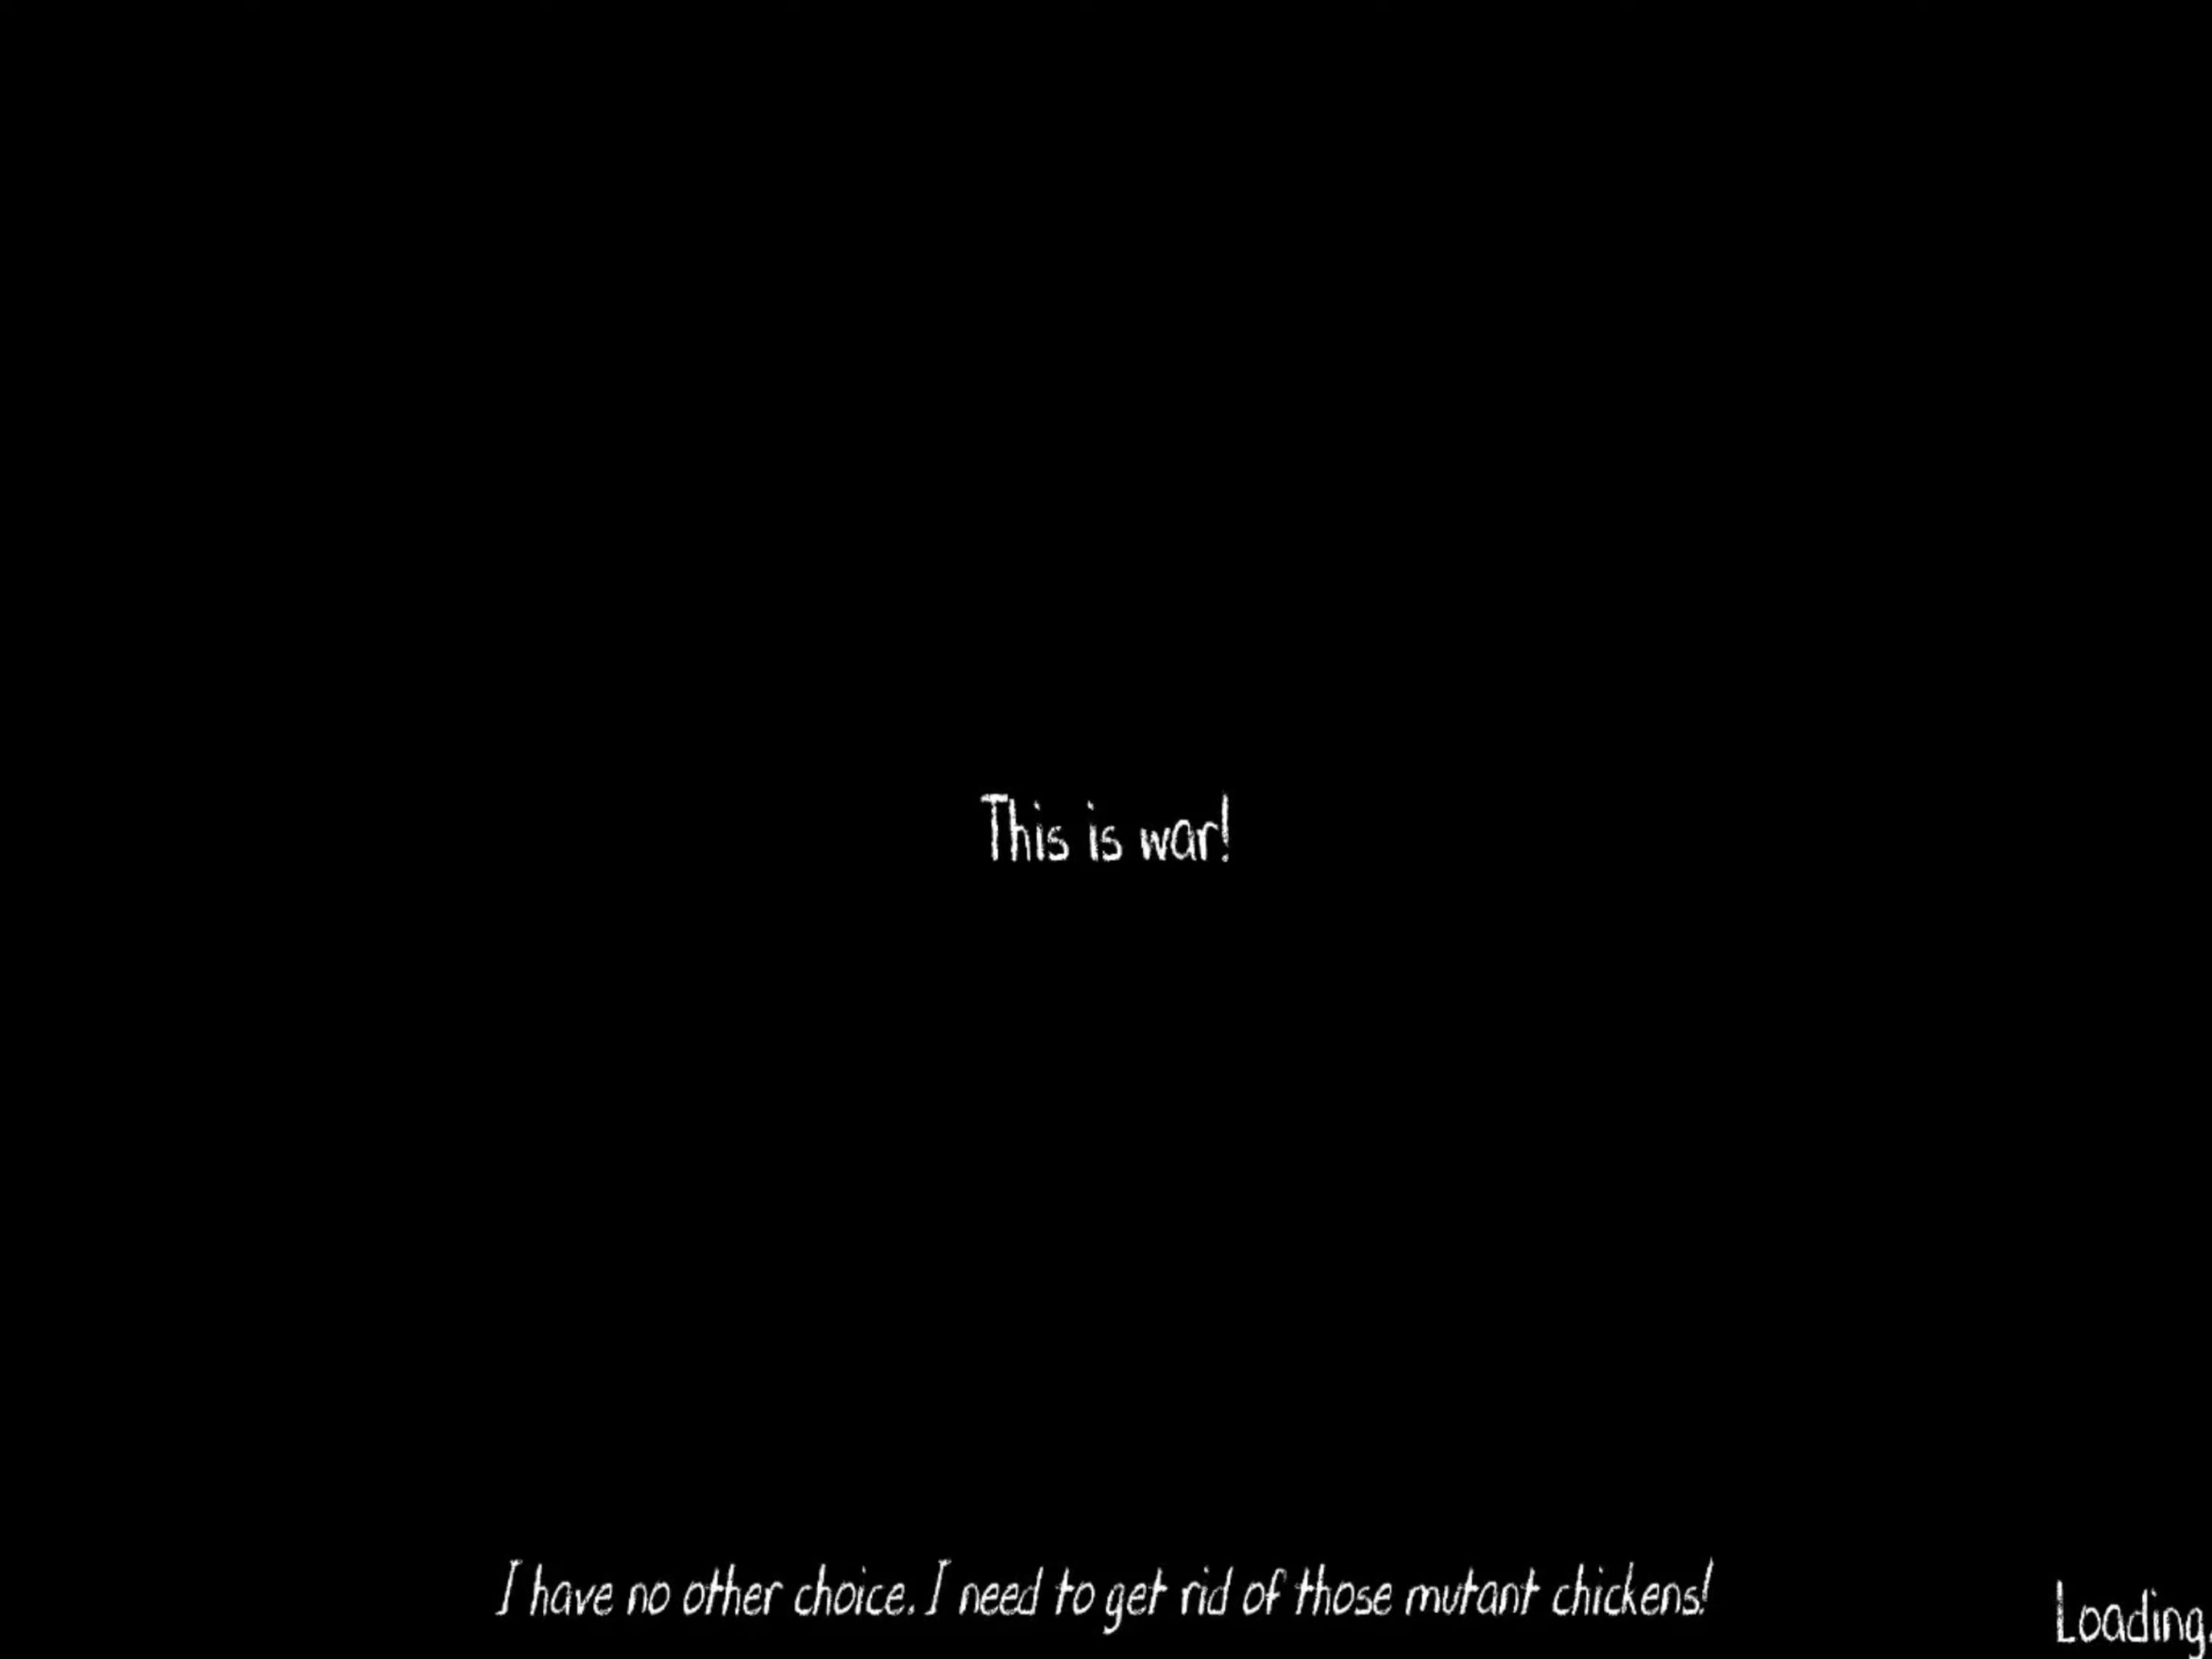 This is war!
I have no other choice. I need to get rid of those mutant chickens!
Loading.